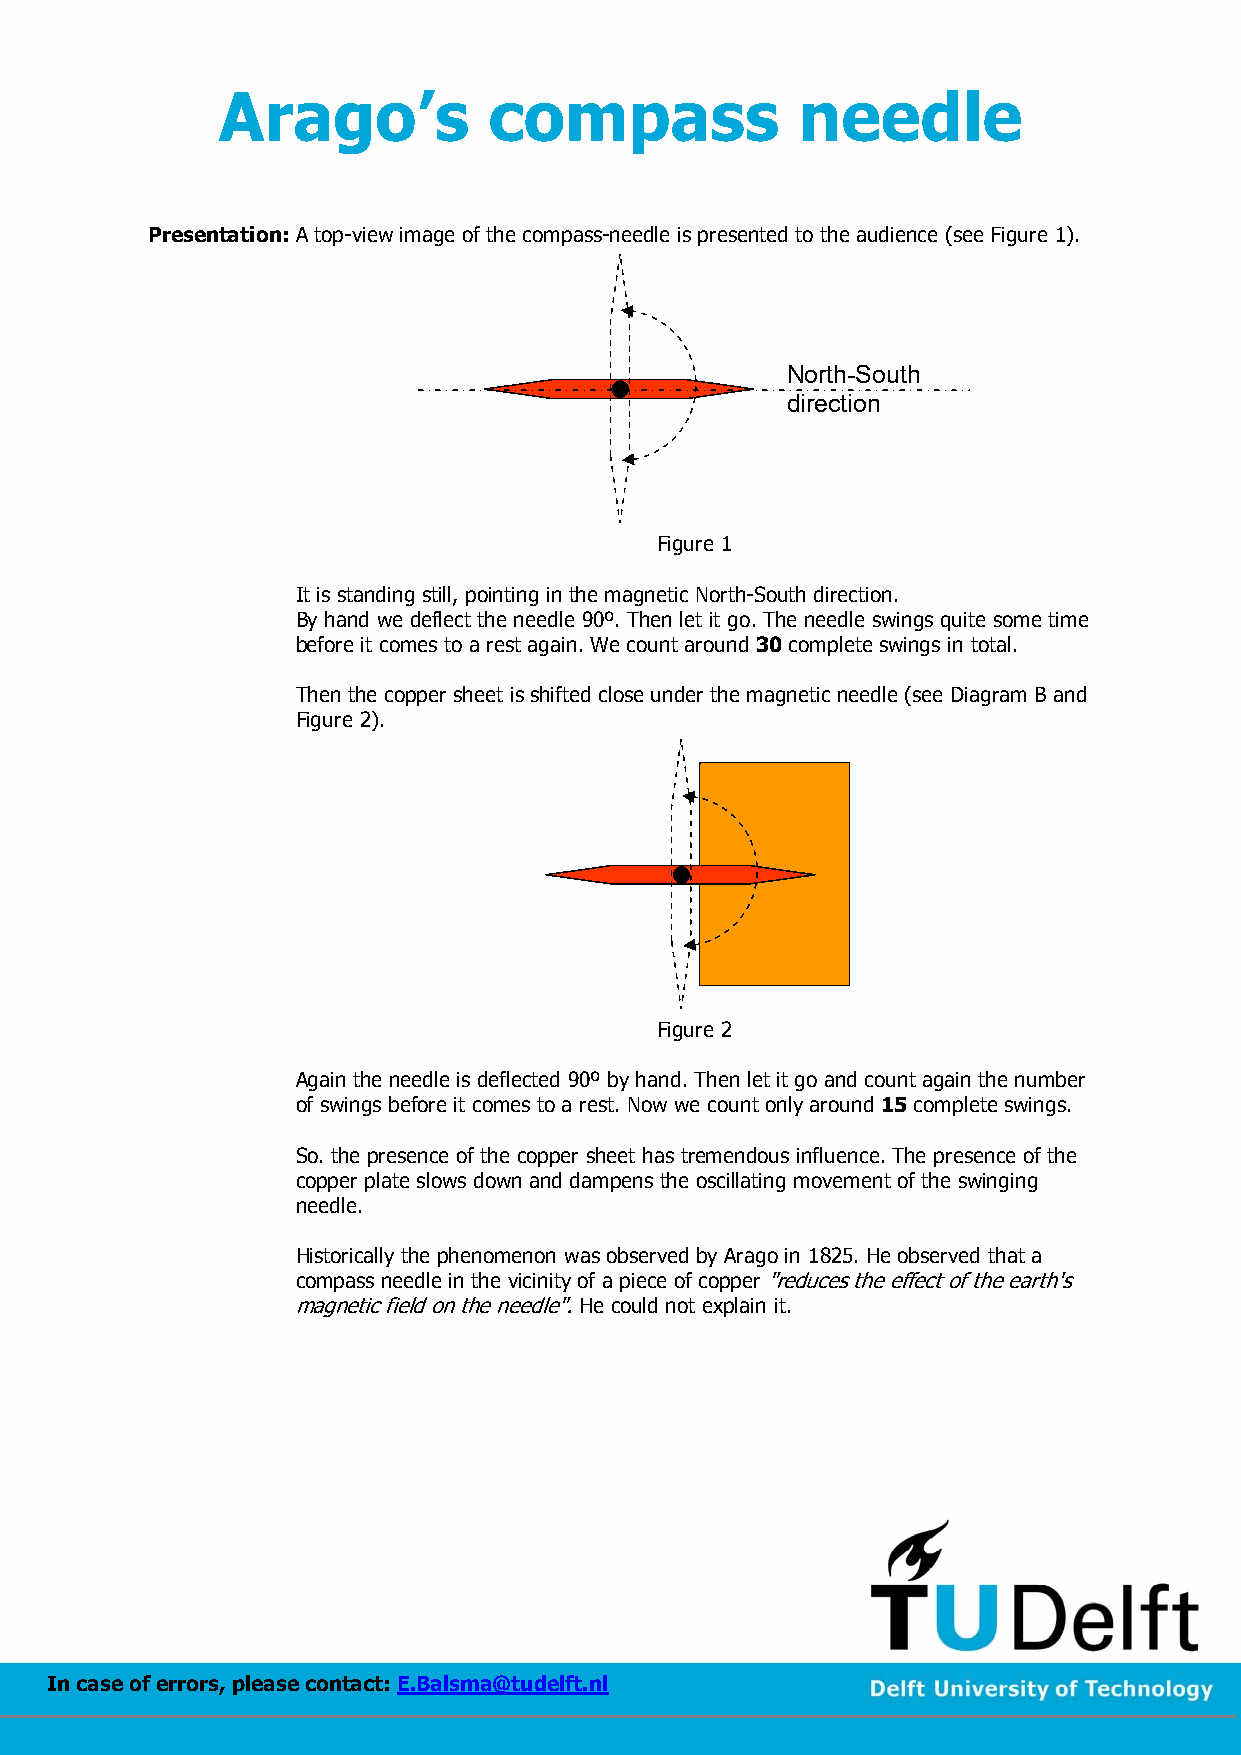 Arago’s compass needle
Presentation: A top-view image of the compass-needle is presented to the audience (see Figure 1).
North-South
direction
Figure 1
It is standing still, pointing in the magnetic North-South direction.
By hand we deflect the needle 90º. Then let it go. The needle swings quite some time
before it comes to a rest again. We count around 30 complete swings in total.
Then the copper sheet is shifted close under the magnetic needle (see Diagram B and
Figure 2).
Figure 2
Again the needle is deflected 90º by hand. Then let it go and count again the number
of swings before it comes to a rest. Now we count only around 15 complete swings.
So. the presence of the copper sheet has tremendous influence. The presence of the
copper plate slows down and dampens the oscillating movement of the swinging
needle.
Historically the phenomenon was observed by Arago in 1825. He observed that a
compass needle in the vicinity of a piece of copper "reduces the effect of the earth's
magnetic field on the needle". He could not explain it.
TUDelft
In case of errors, please contact: E.Balsma@tudelft.nl
Delft University of Technology